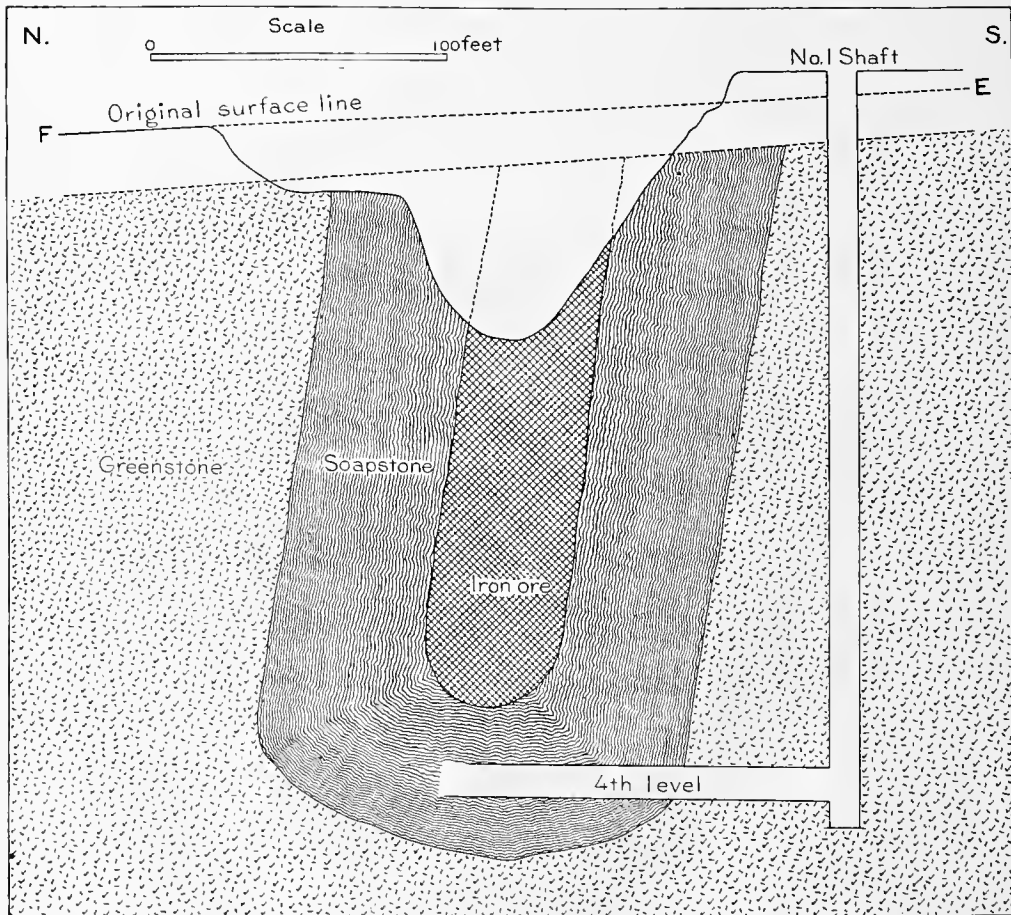 N.
Scale
S.
0
100feet
No.1 Shaft
Original surface line
E
F
Greenstone
Soapstone
Iron ore
4th level